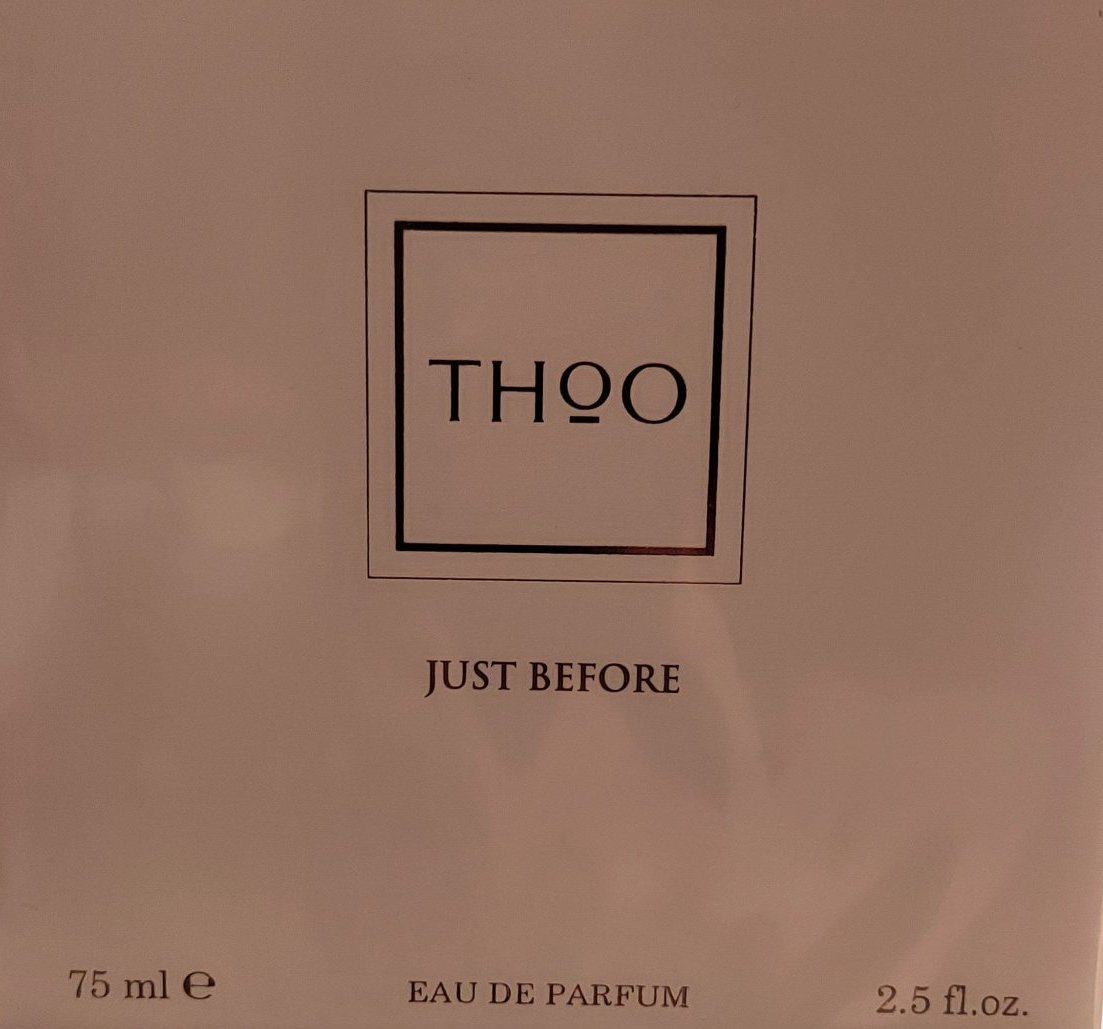 THOO
JUST BEFORE
75 ml ℮
EAU DE PARFUM
2.5 fl.oz.